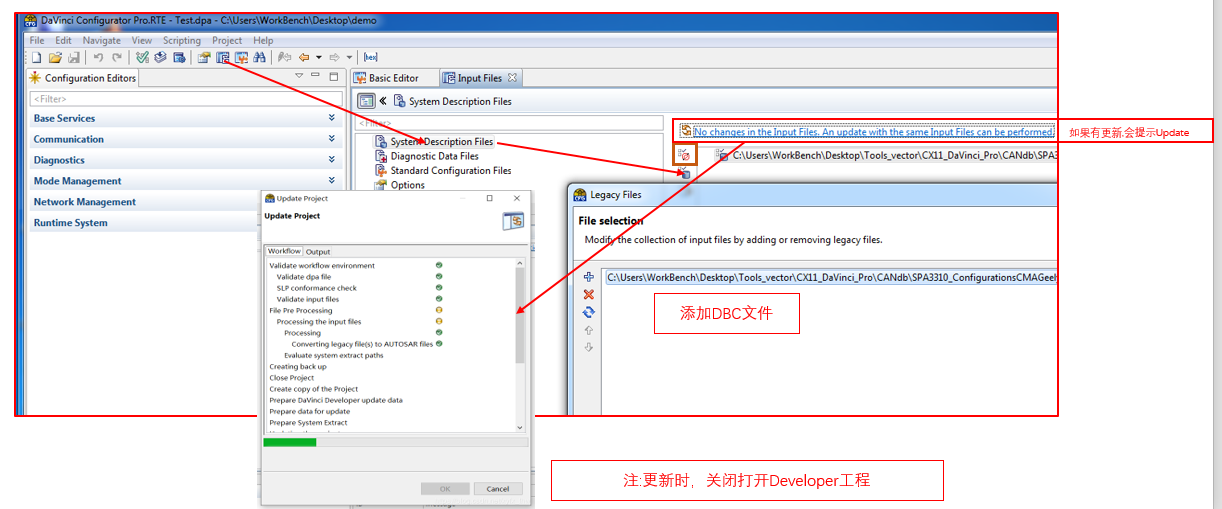 DaVinci Configurator Pro.RTE - Test.dpa - C:\Users\WorkBench\Desktop\demo
File Edit Navigate View Scripting Project Help
Configuration Editors
Basic Editor
Input Files
<Filter>
System Description Files
Base Services
Communication
Diagnostics
Mode Management
Network Management
Runtime System
<Filter>
System Description Files
Diagnostic Data Files
Standard Configuration Files
Options
No changes in the Input Files. An update with the same Input Files can be performed.
如果有更新,会提示Update
C:\Users\WorkBench\Desktop\Tools_vector\CX11_DaVinci_Pro\CANdb\SPA3
Legacy Files
File selection
Modify the collection of input files by adding or removing legacy files.
C:\Users\WorkBench\Desktop\Tools_vector\CX11_DaVinci_Pro\CANdb\SPA3310_ConfigurationsCMAGeely
添加DBC文件
Update Project
Update Project
Workflow Output
Validate workflow environment
Validate dpa file
SLP conformance check
Validate input files
File Pre Processing
Processing the input files
Processing
Converting legacy file(s) to AUTOSAR files
Evaluate system extract paths
Creating back up
Close Project
Create copy of the Project
Prepare DaVinci Developer update data
Prepare data for update
Prepare System Extract
OK
Cancel
注:更新时，关闭打开Developer工程